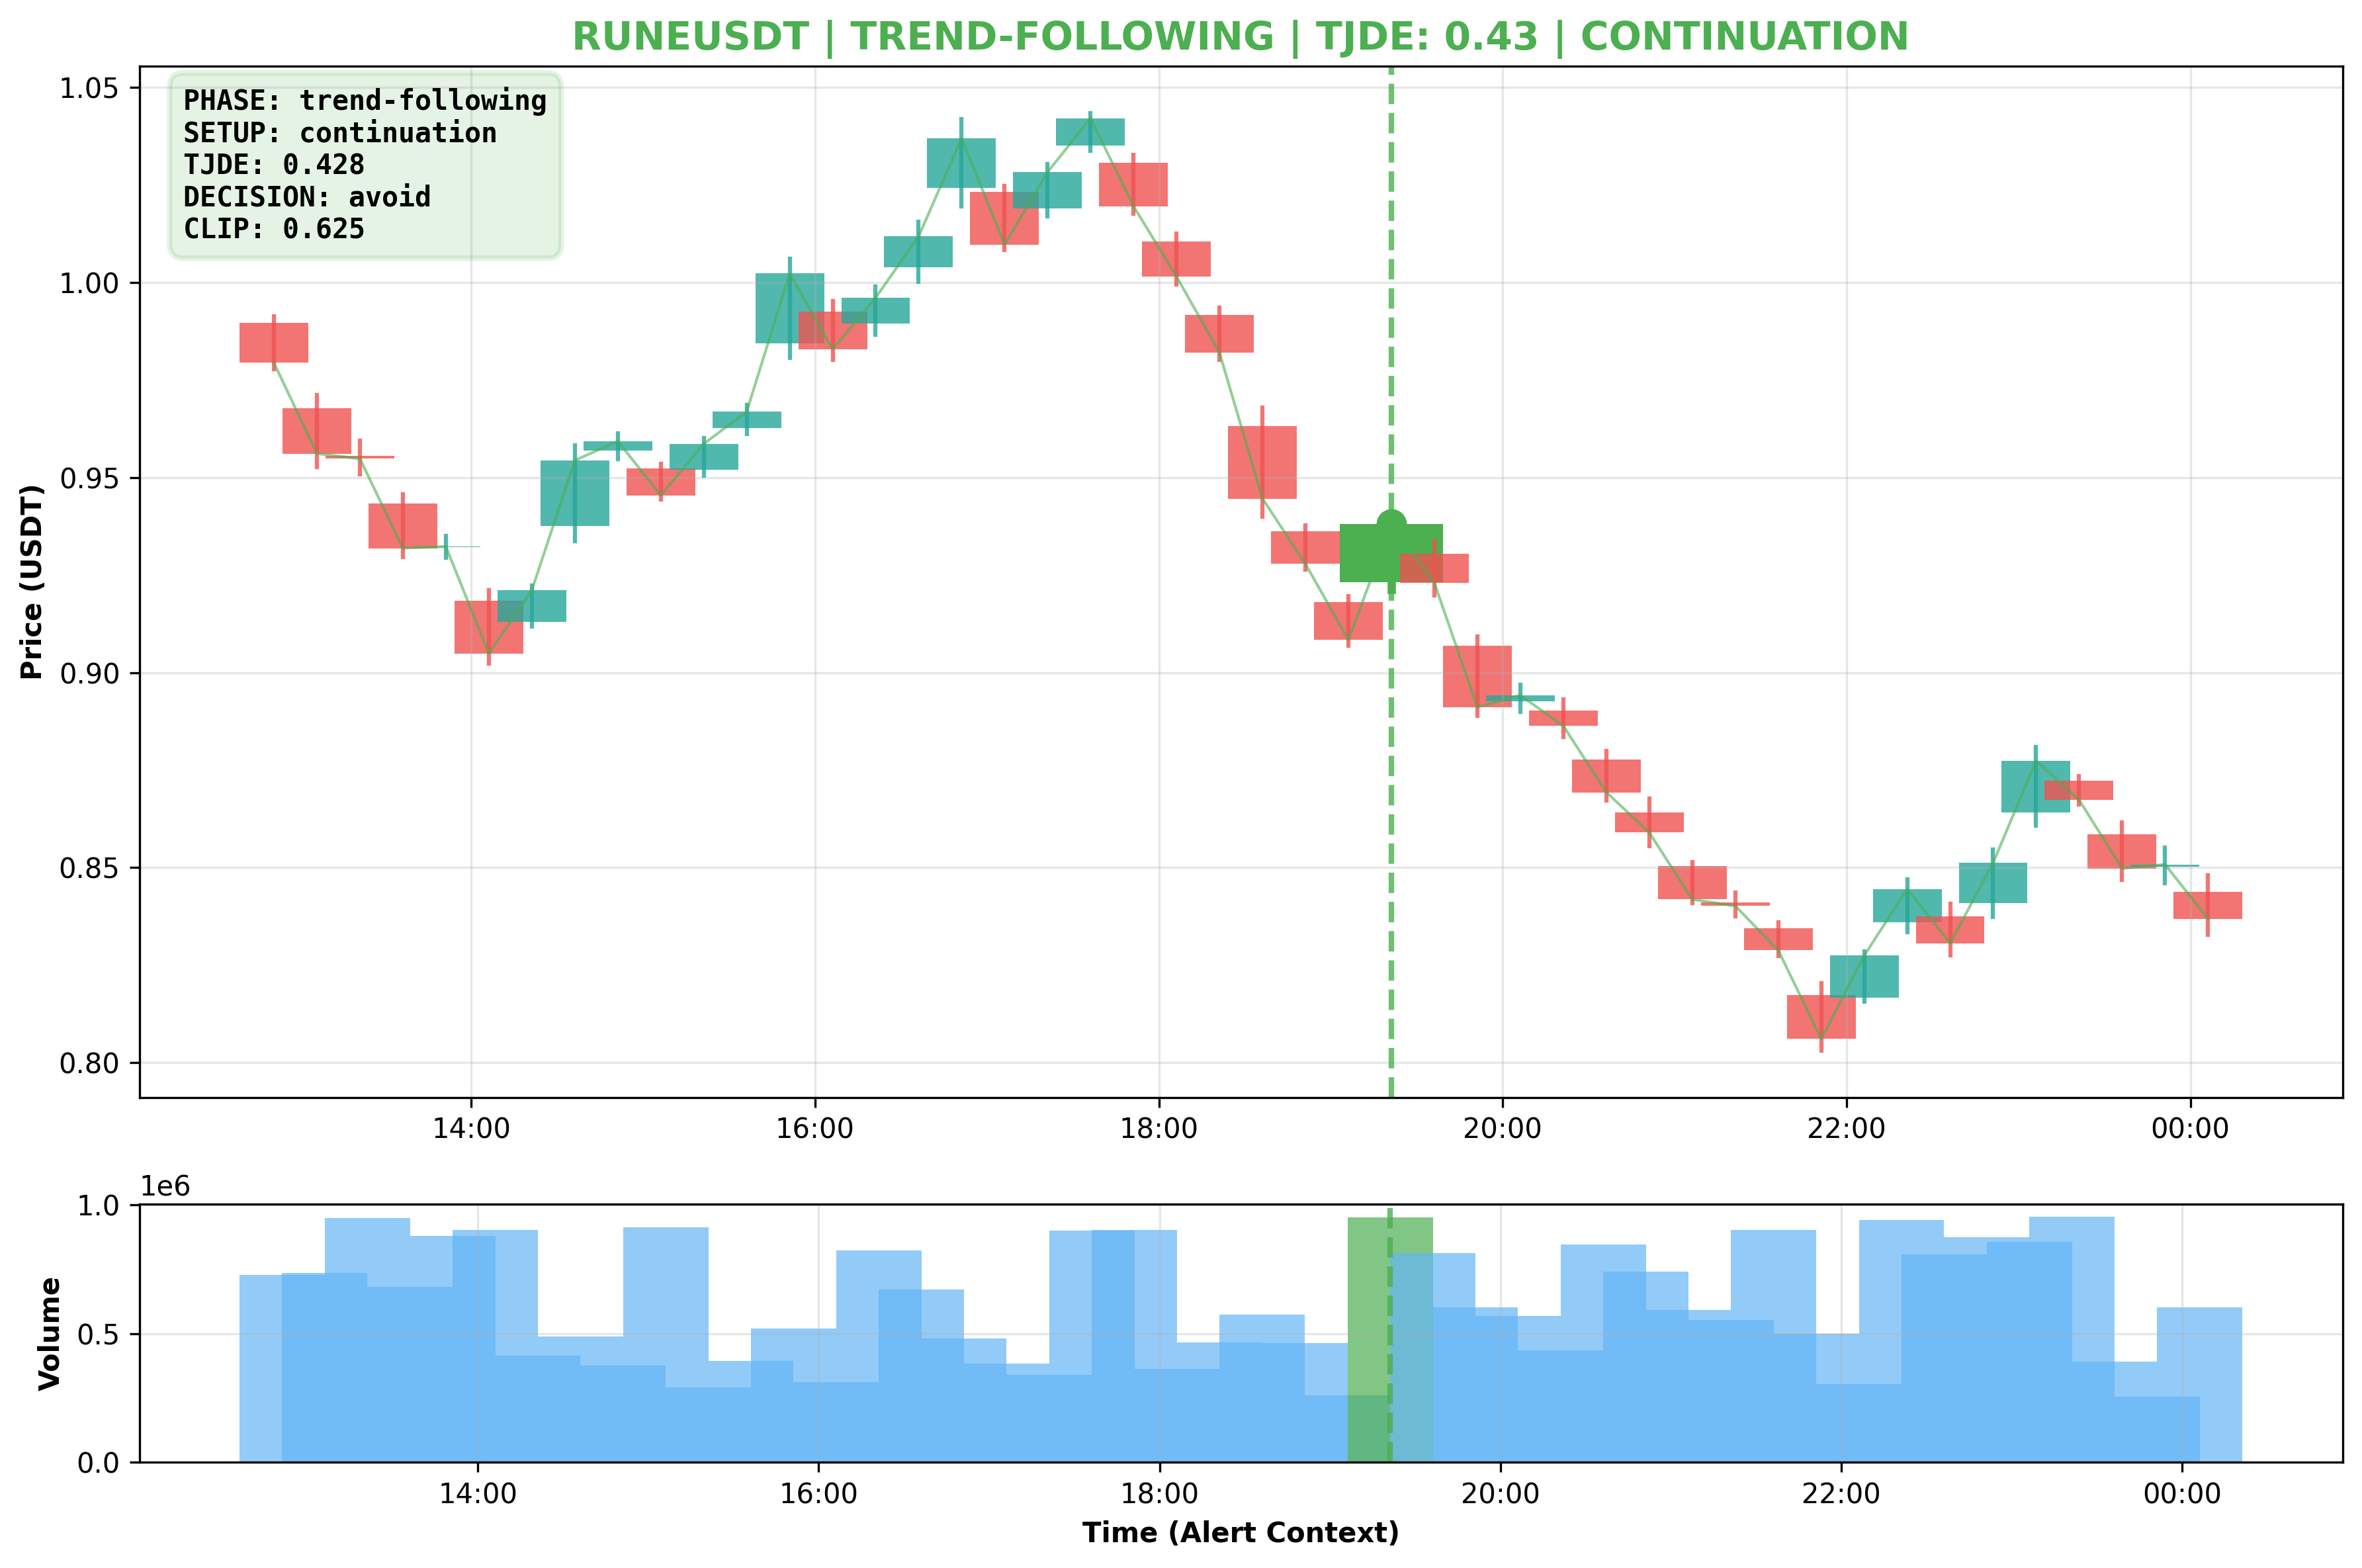 RUNEUSDT | TREND-FOLLOWING | TJDE: 0.43 | CONTINUATION
PHASE: trend-following
SETUP: continuation
TJDE: 0.428
DECISION: avoid
CLIP: 0.625
Price (USDT)
1.05
1.00
0.95
0.90
0.85
0.80
14:00 16:00 18:00 20:00 22:00 00:00
1e6
Volume
1.0
0.5
0.0
14:00 16:00 18:00 20:00 22:00 00:00
Time (Alert Context)